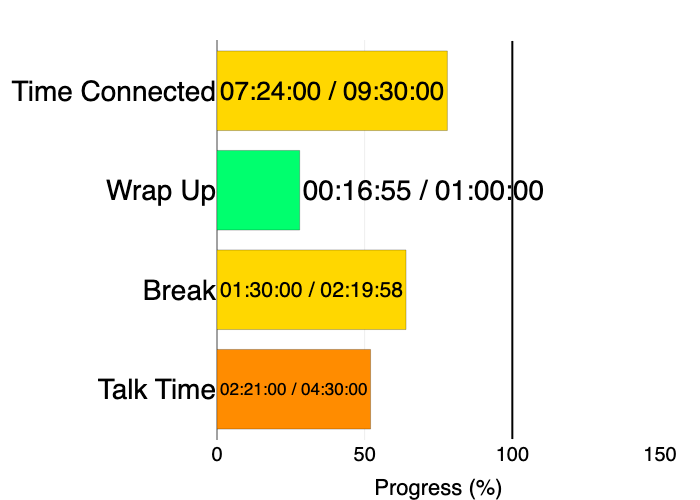 Time Connected 07:24:00 / 09:30:00
Wrap Up 00:16:55 / 01:00:00
Break 01:30:00 / 02:19:58
Talk Time 02:21:00 / 04:30:00
0 50 100 150
Progress (%)